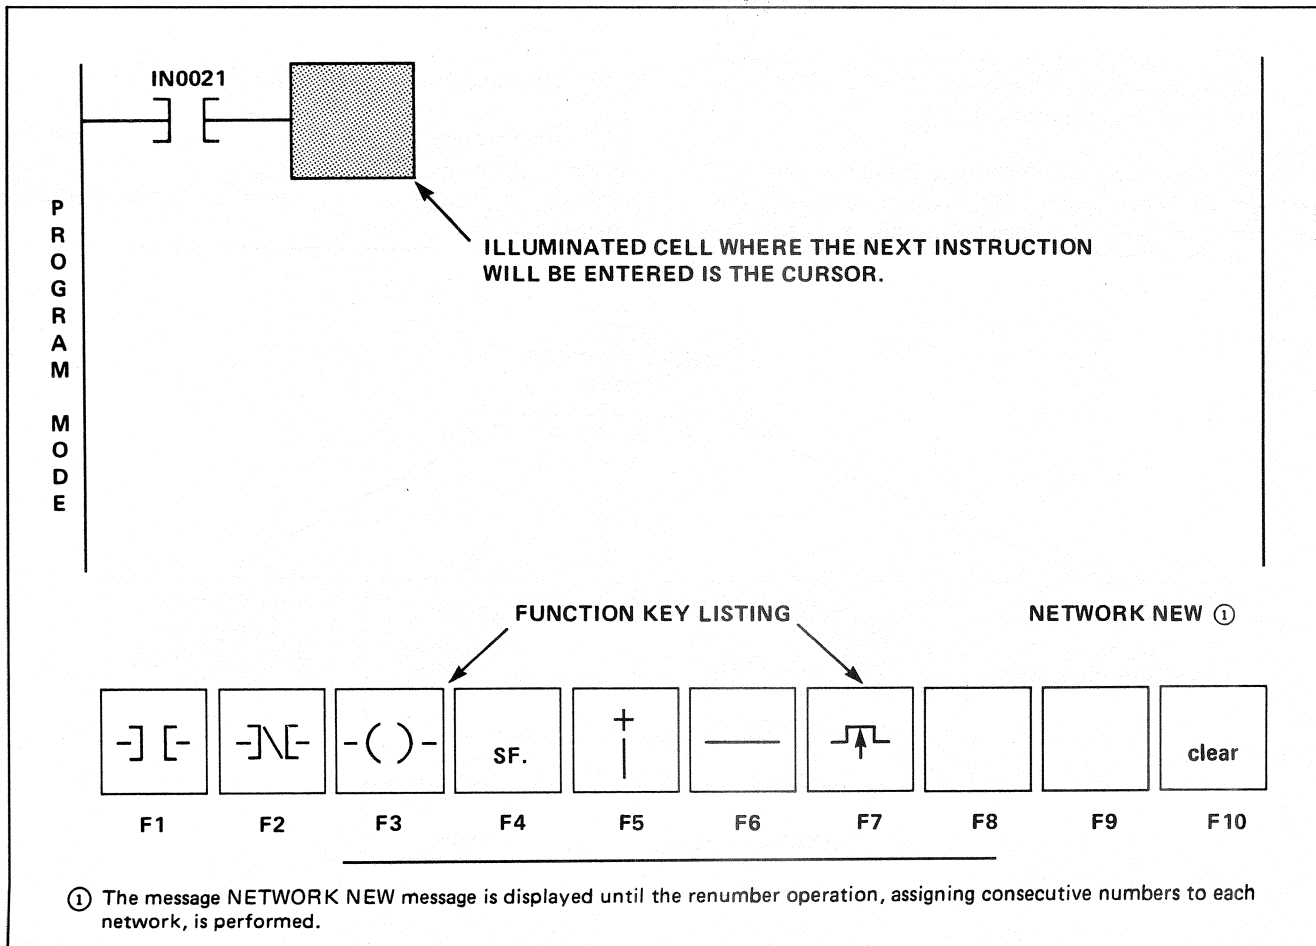 IN0021
PROGRAM MODE
ILLUMINATED CELL WHERE THE NEXT INSTRUCTION
WILL BE ENTERED IS THE CURSOR.
FUNCTION KEY LISTING
NETWORK NEW ①
SF.
clear
F1 F2 F3 F4 F5 F6 F7 F8 F9 F10
① The message NETWORK NEW message is displayed until the renumber operation, assigning consecutive numbers to each
network, is performed.